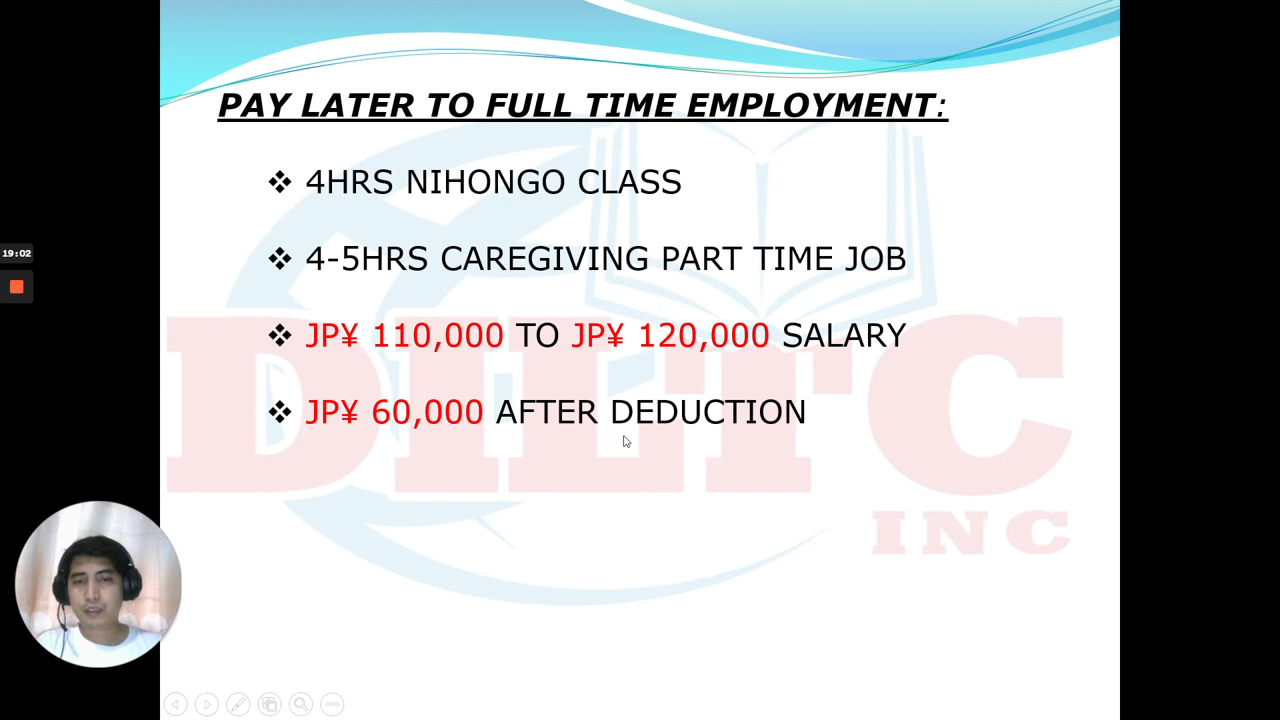 PAY LATER TO FULL TIME EMPLOYMENT:
❖ 4HRS NIHONGO CLASS
❖ 4-5HRS CAREGIVING PART TIME JOB
❖ JP¥ 110,000 TO JP¥ 120,000 SALARY
❖ JP¥ 60,000 AFTER DEDUCTION
DILTC
INC
19:02